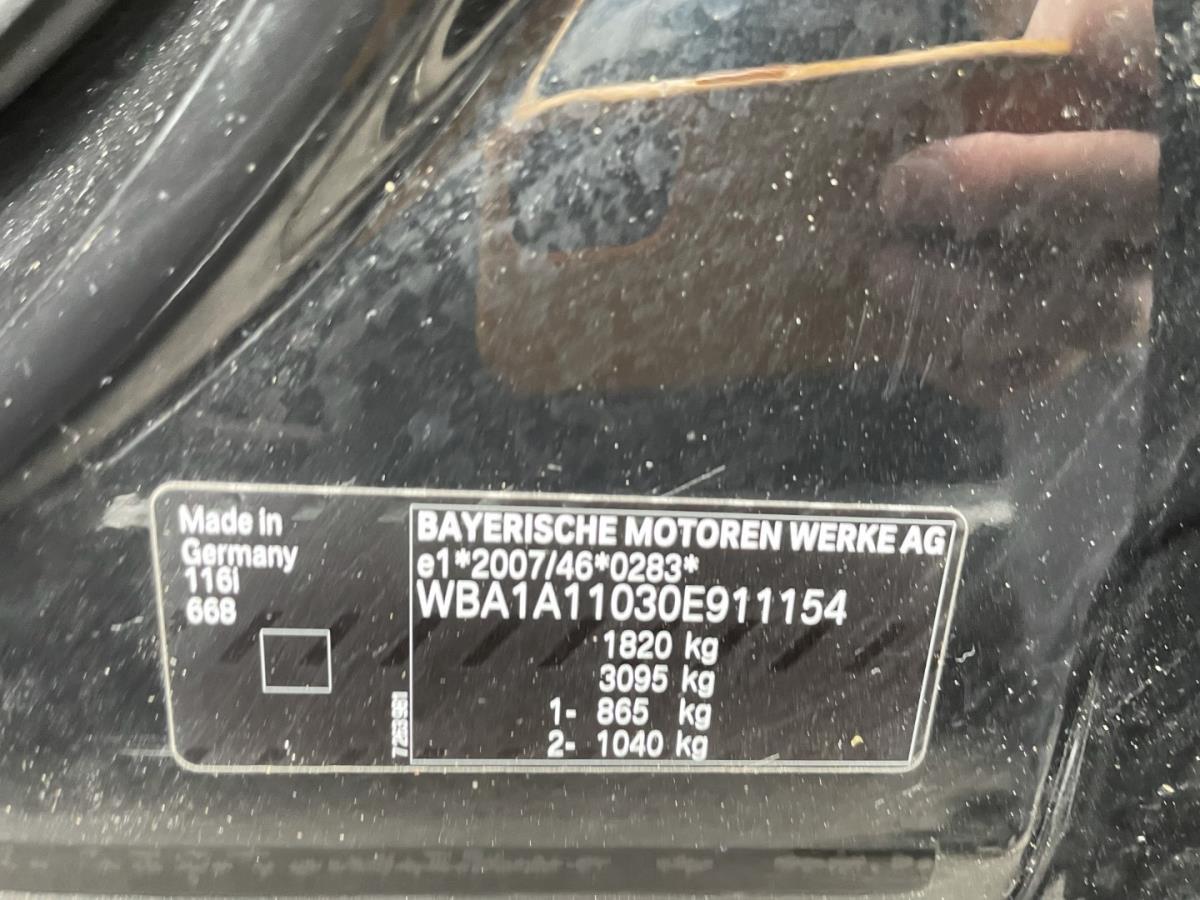 Made in
Germany
116i
668
BAYERISCHE MOTOREN WERKE AG
e1*2007/46*0283*
WBA1A11030E911154
1820 kg
3095 kg
1- 865 kg
2- 1040 kg